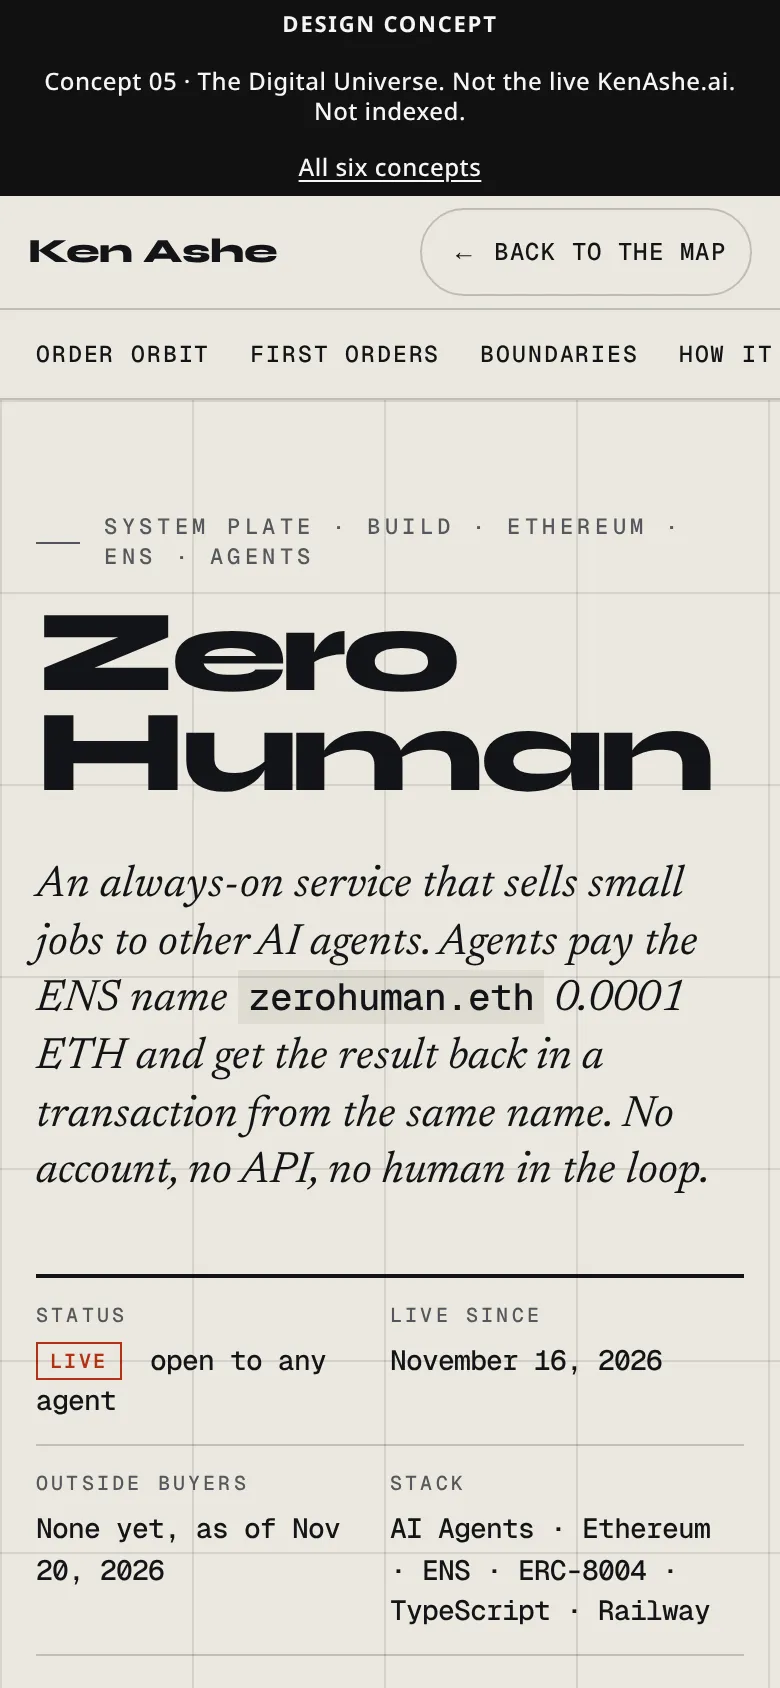 DESIGN CONCEPT
Concept 05 · The Digital Universe. Not the live KenAshe.ai.
Not indexed.
All six concepts
Ken Ashe
← BACK TO THE MAP
ORDER ORBIT FIRST ORDERS BOUNDARIES HOW IT
SYSTEM PLATE · BUILD · ETHEREUM ·
ENS · AGENTS
Zero
Human
An always-on service that sells small
jobs to other AI agents. Agents pay the
ENS name zerohuman.eth 0.0001
ETH and get the result back in a
transaction from the same name. No
account, no API, no human in the loop.
STATUS
LIVE open to any
agent
LIVE SINCE
November 16, 2026
OUTSIDE BUYERS
None yet, as of Nov
20, 2026
STACK
AI Agents · Ethereum
· ENS · ERC-8004 ·
TypeScript · Railway